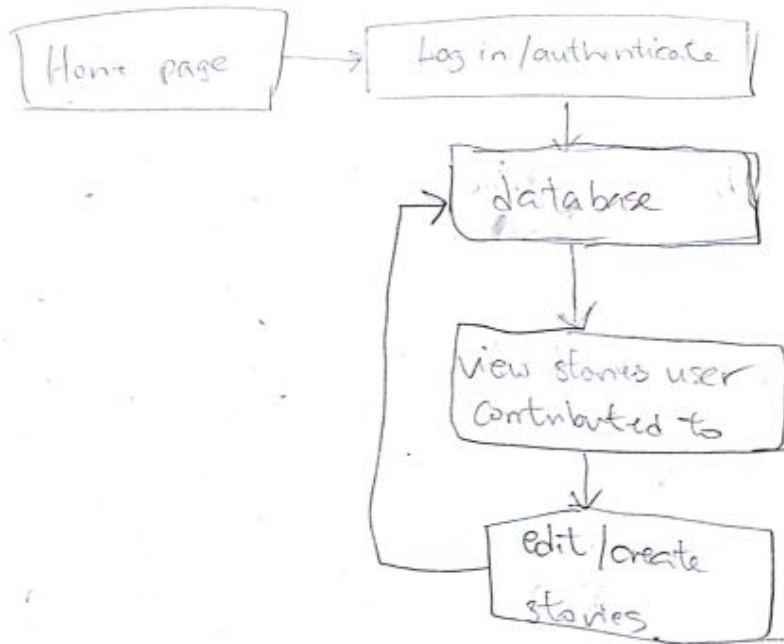 Home page
Log in/authenticate
database
view stories user
contributed to
edit/create
stories